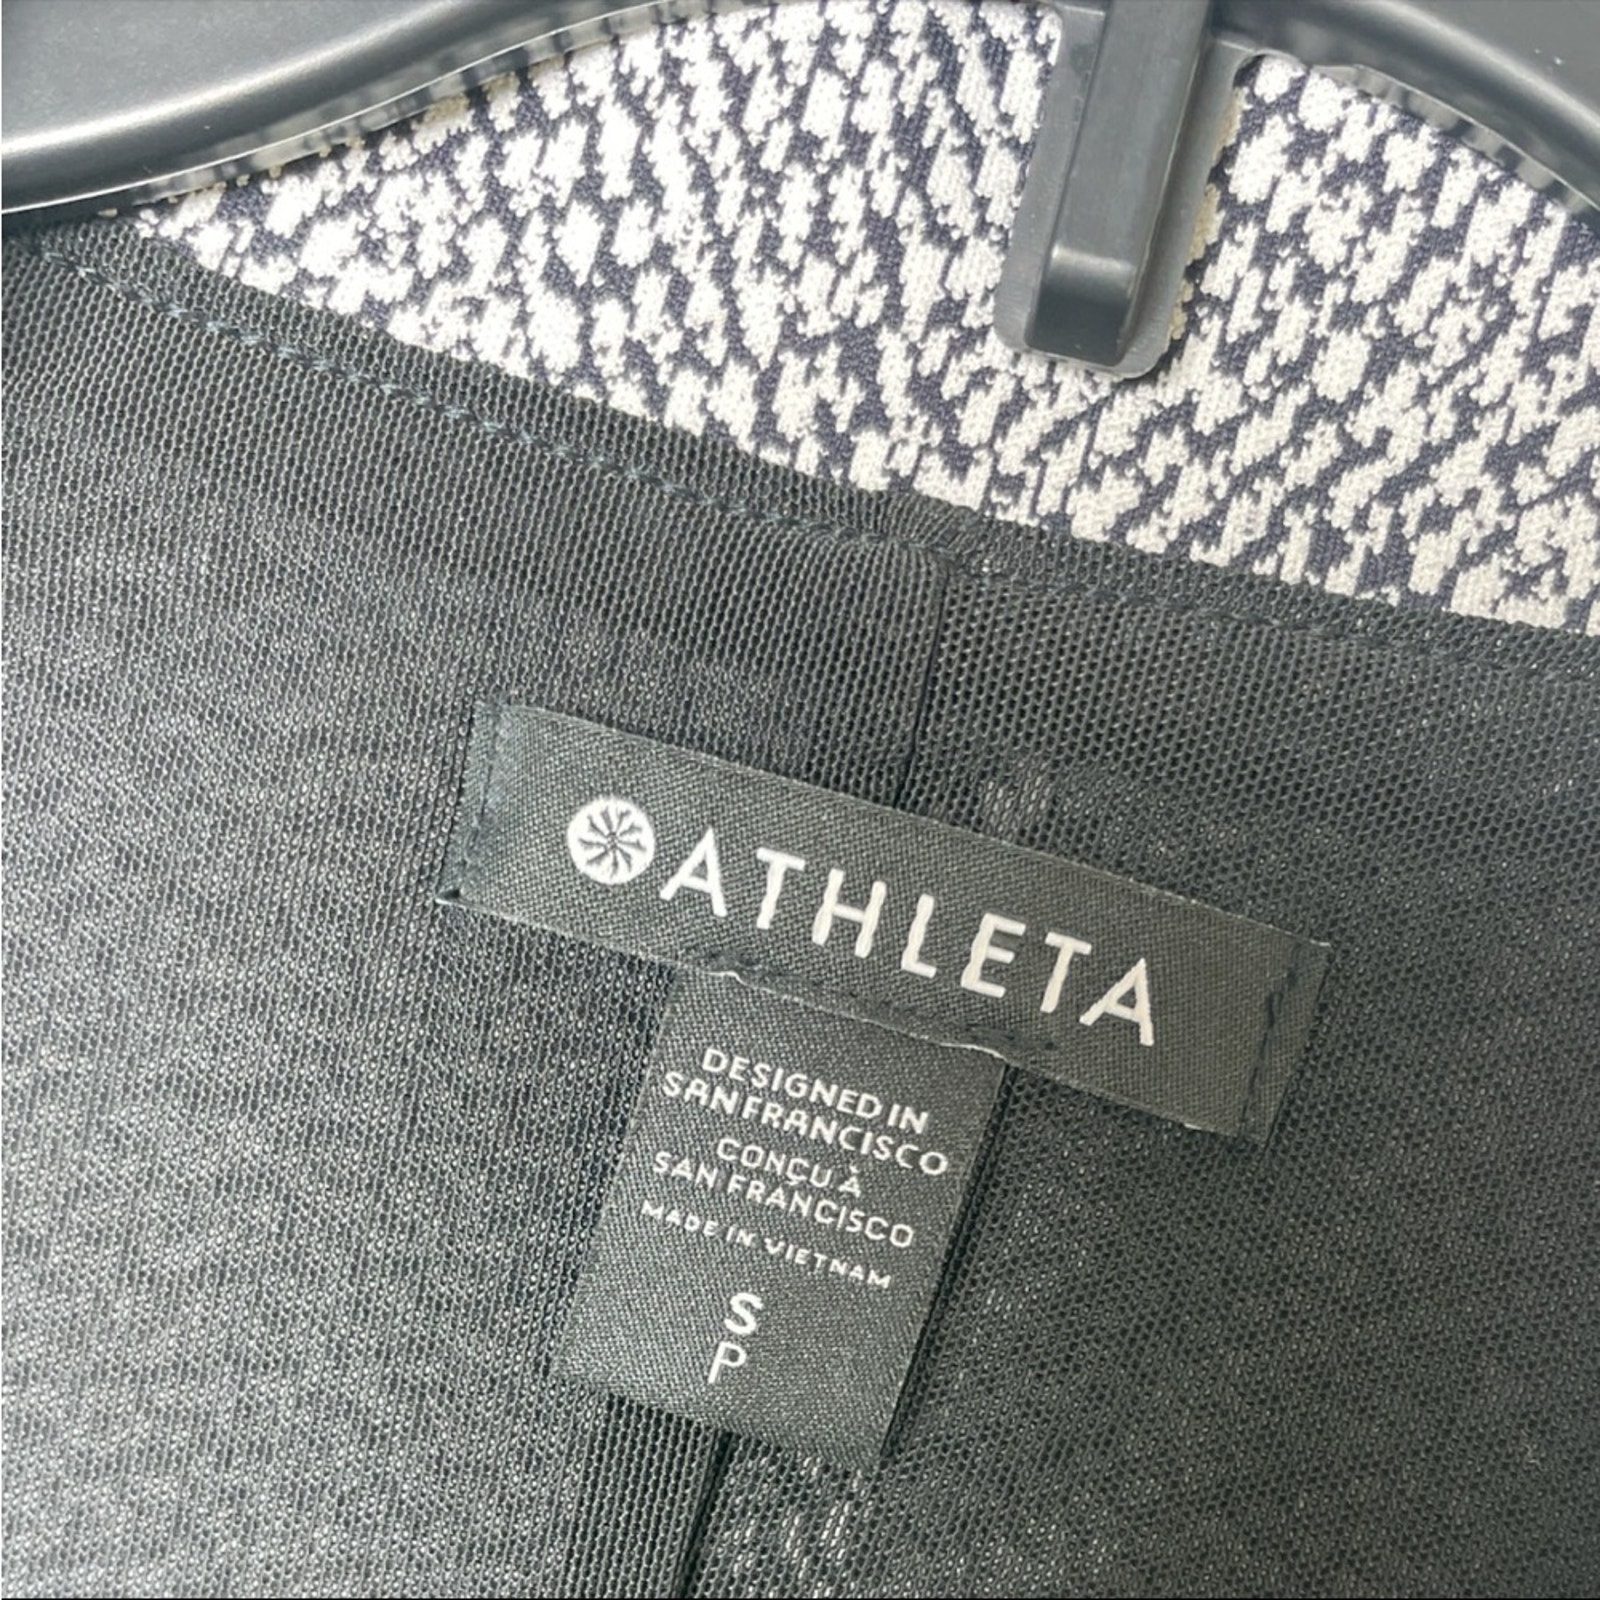 ATHLETA
DESIGNED IN
SAN FRANCISCO
CONÇU À
SAN FRANCISCO
MADE IN VIETNAM
S
P